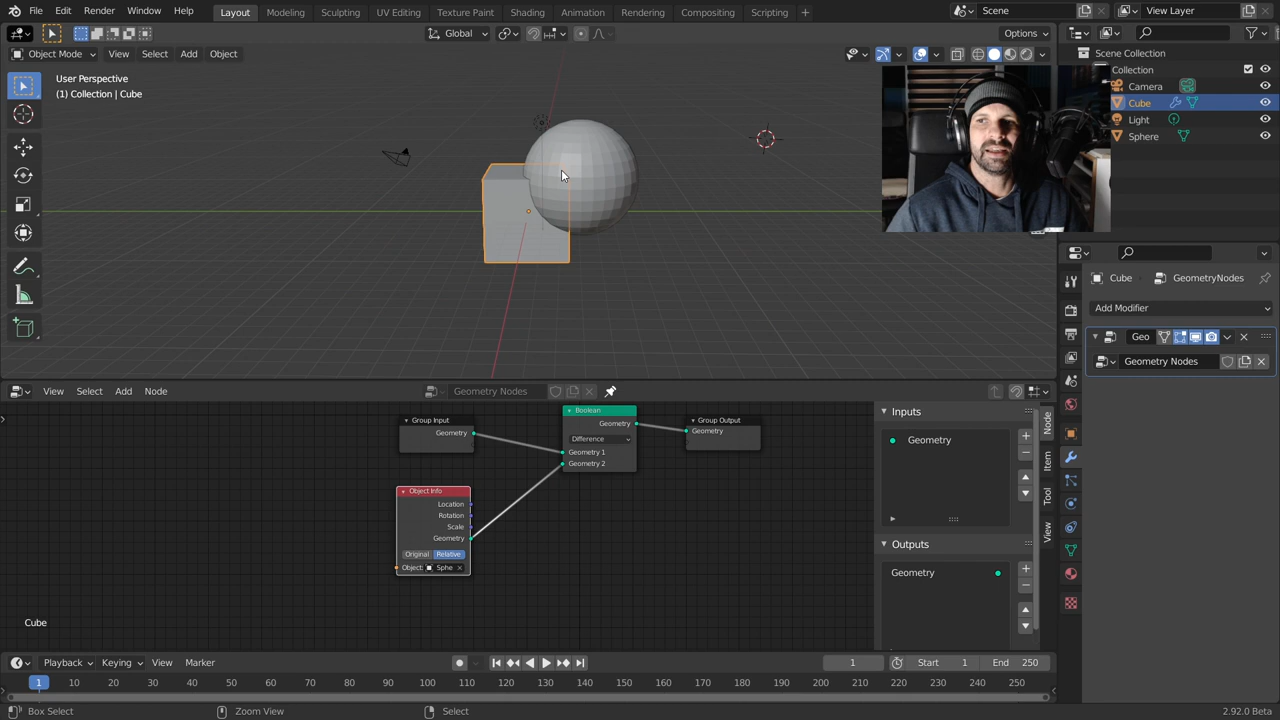 File Edit Render Window Help
Layout Modeling Sculpting UV Editing Texture Paint Shading Animation Rendering Compositing Scripting +
Scene
View Layer
Object Mode View Select Add Object
Global
Options
User Perspective
(1) Collection | Cube
Scene Collection
Collection
Camera
Cube
Light
Sphere
Cube GeometryNodes
Add Modifier
Geo
Geometry Nodes
View Select Add Node
Geometry Nodes
Group Input
Geometry
Boolean
Geometry
Difference
Geometry 1
Geometry 2
Group Output
Geometry
Object Info
Location
Rotation
Scale
Geometry
Original Relative
Object: Sphe
Cube
Inputs
Geometry
Outputs
Geometry
Node
Item
Tool
View
Playback Keying View Marker
1 Start 1 End 250
1 10 20 30 40 50 60 70 80 90 100 110 120 130 140 150 160 170 180 190 200 210 220 230 240 250
Box Select Zoom View Select 2.92.0 Beta